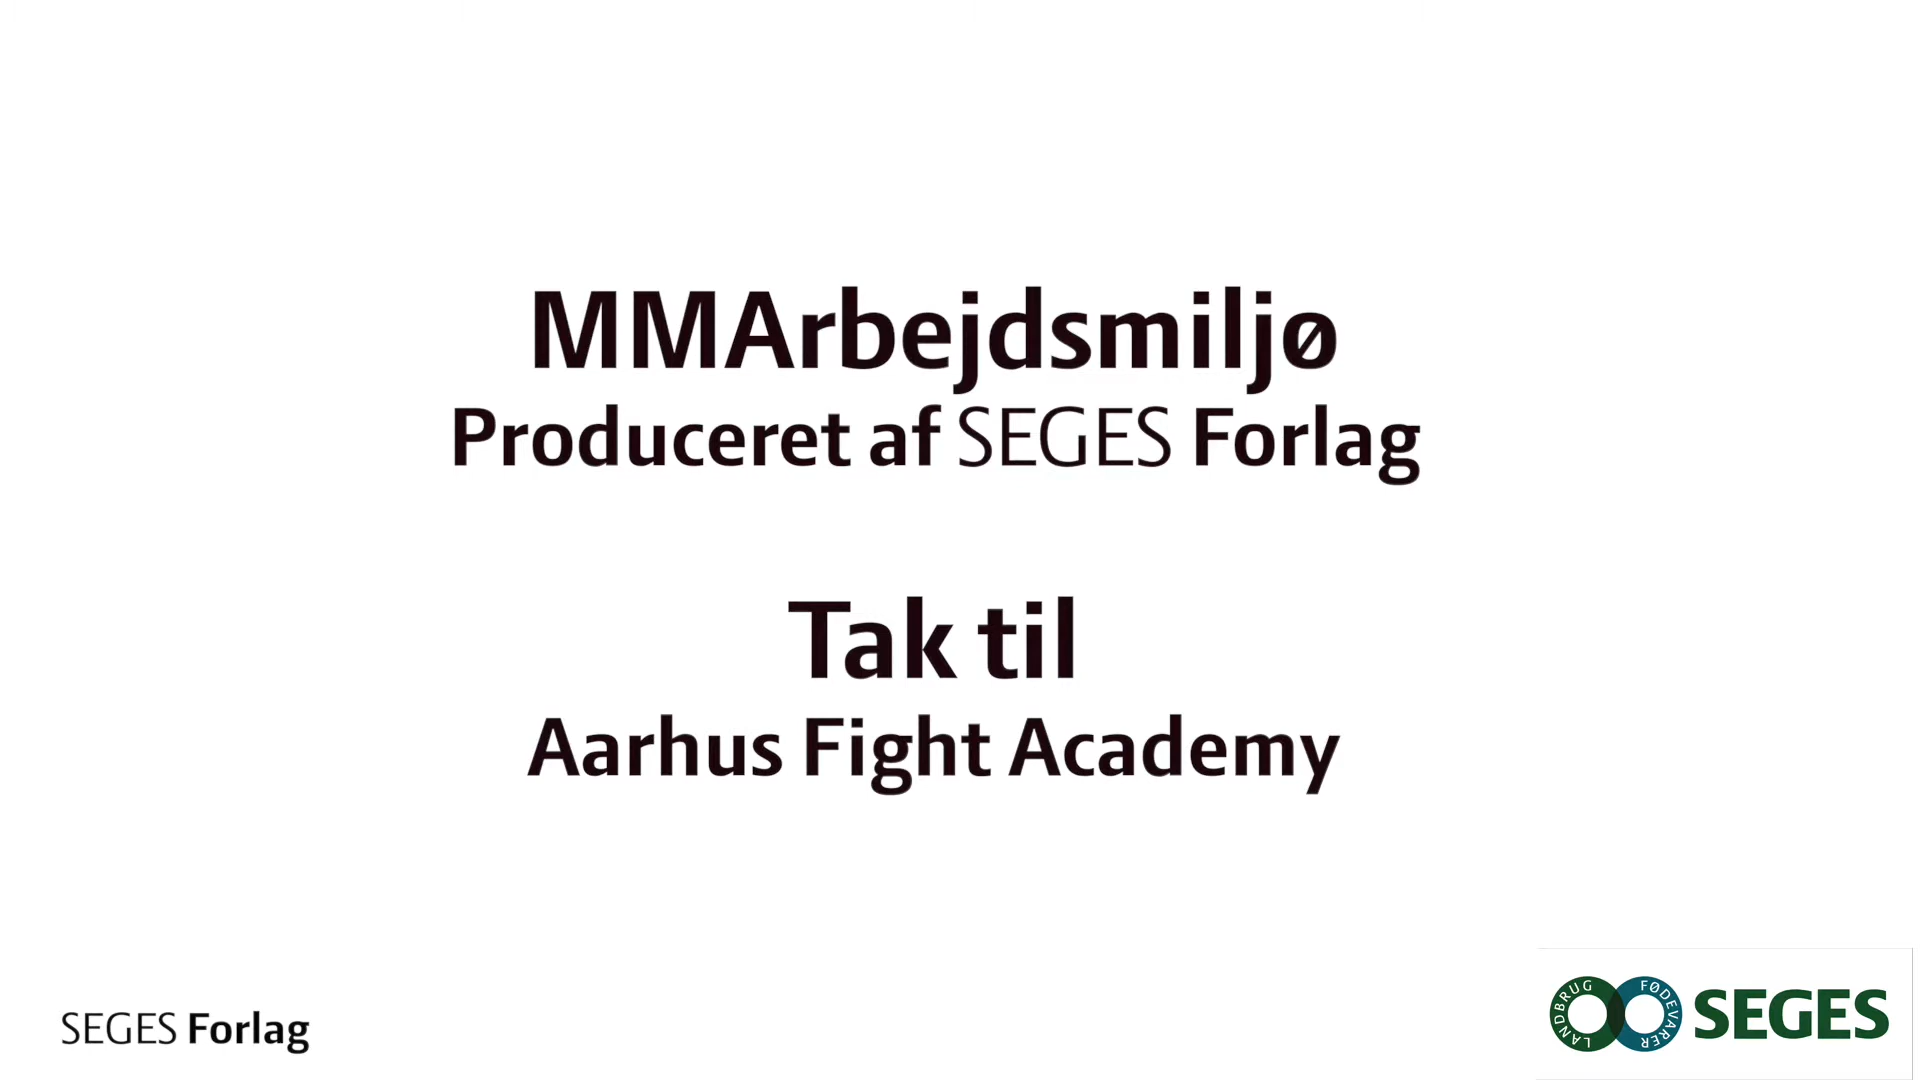 MMArbejdsmiljø
Produceret af SEGES Forlag
Tak til
Aarhus Fight Academy
SEGES Forlag
LANDBRUG FØDEVARER SEGES